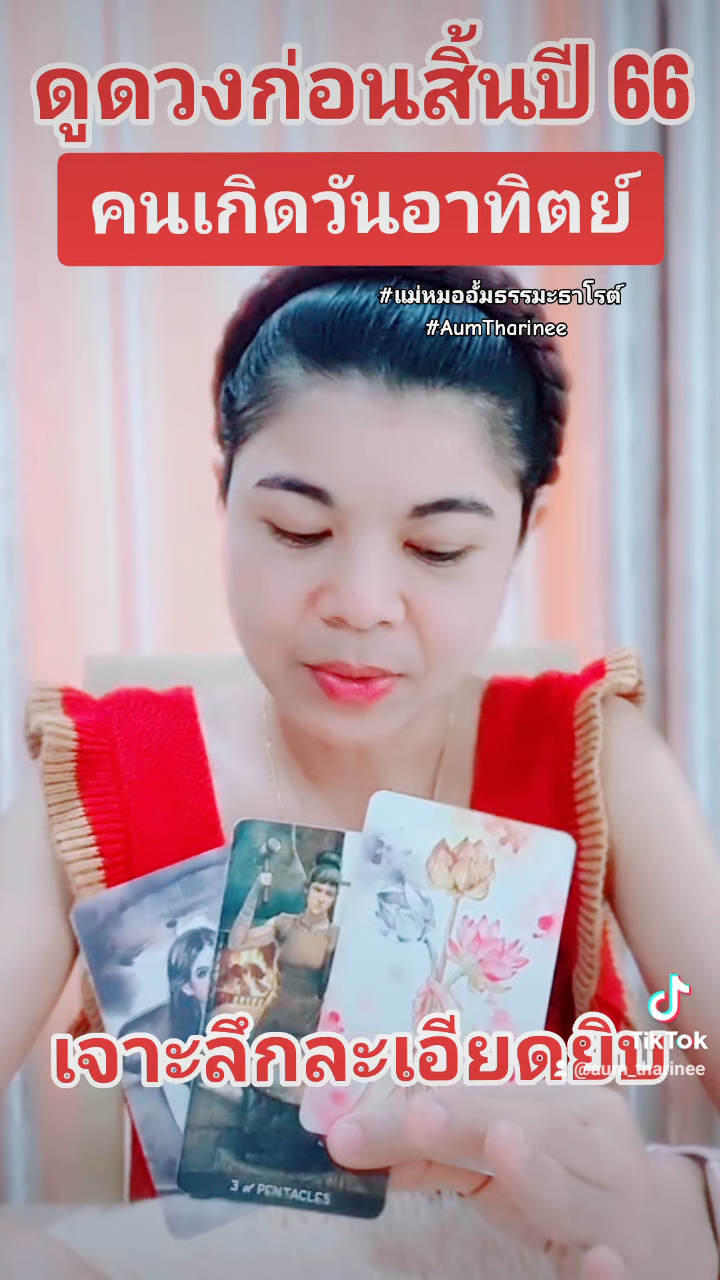 ดูดวงก่อนสิ้นปี 66
คนเกิดวันอาทิตย์
#แม่หมออั้มธรรมะธาโรต์
#AumTharinee
เจาะลึกละเอียดยิบ
TikTok
@aum_tharinee
3 of PENTACLES